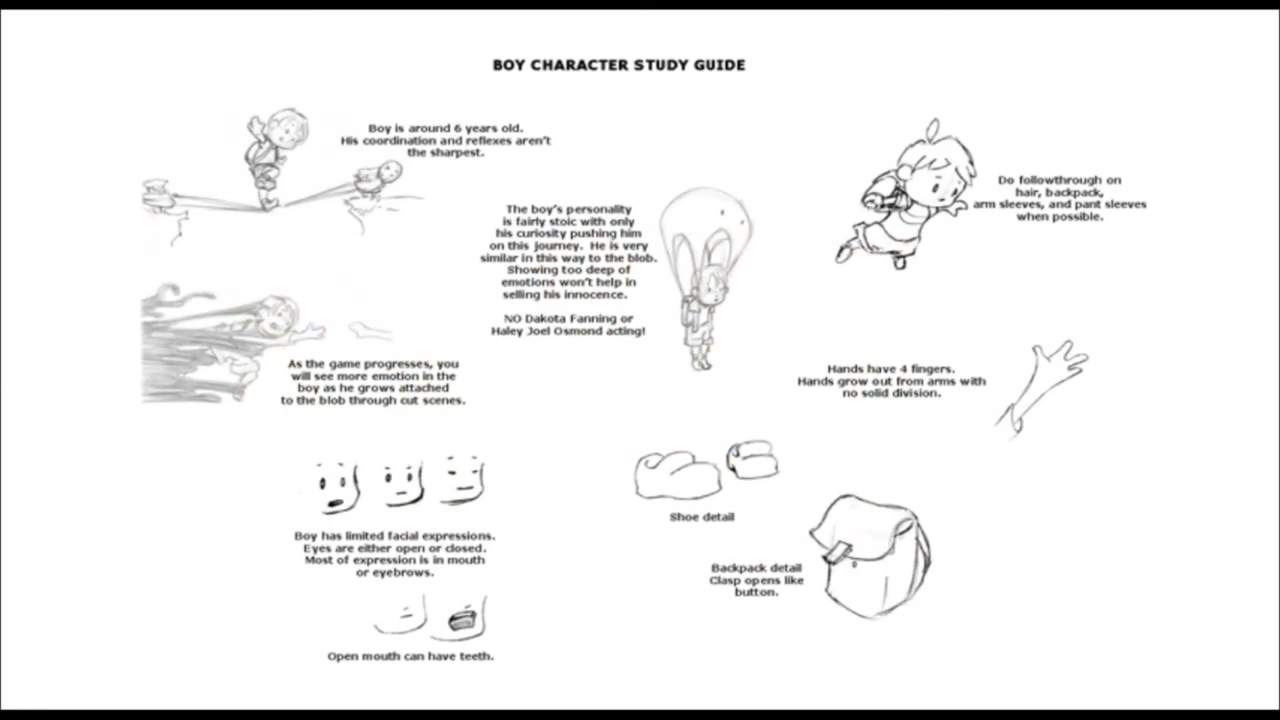 BOY CHARACTER STUDY GUIDE
Boy is around 6 years old.
His coordination and reflexes aren't
the sharpest.
Do followthrough on
hair, backpack,
arm sleeves, and pant sleeves
when possible.
The boy's personality
is fairly stoic with only
his curiosity pushing him
on this journey. He is very
similar in this way to the blob.
Showing too deep of
emotions won't help in
selling his innocence.
NO Dakota Fanning or
Haley Joel Osmond acting!
As the game progresses, you
will see more emotion in the
boy as he grows attached
to the blob through cut scenes.
Hands have 4 fingers.
Hands grow out from arms with
no solid division.
Shoe detail
Boy has limited facial expressions.
Eyes are either open or closed.
Most of expression is in mouth
or eyebrows.
Backpack detail
Clasp opens like
button.
Open mouth can have teeth.